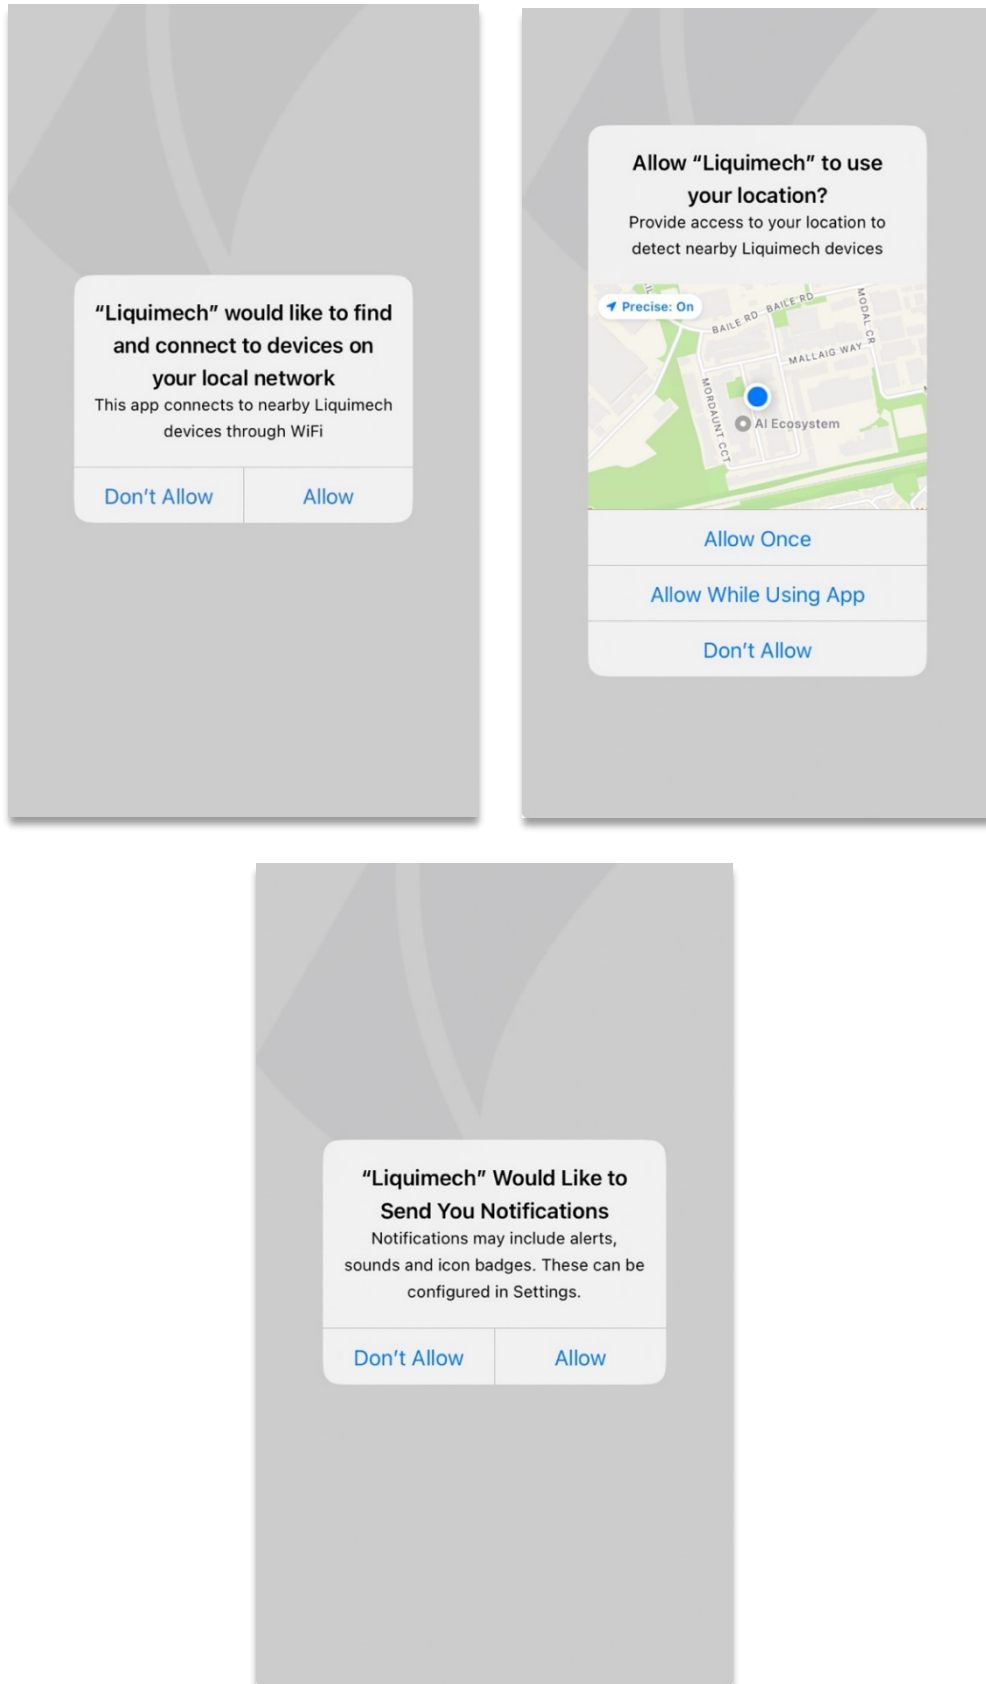 “Liquimech” would like to find
and connect to devices on
your local network
This app connects to nearby Liquimech
devices through WiFi
Don’t Allow
Allow
Allow “Liquimech” to use
your location?
Provide access to your location to
detect nearby Liquimech devices
Precise: On
BAILE RD
BAILE RD
MODAL CR
MALLAIG WAY
MORDAUNT CCT
AI Ecosystem
Allow Once
Allow While Using App
Don’t Allow
“Liquimech” Would Like to
Send You Notifications
Notifications may include alerts,
sounds and icon badges. These can be
configured in Settings.
Don’t Allow
Allow